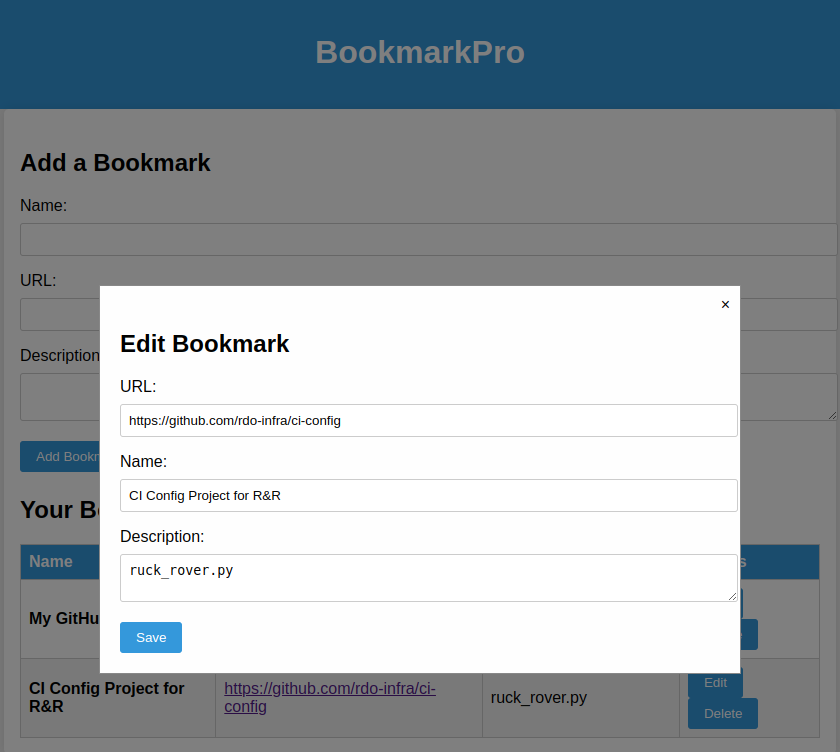 BookmarkPro
Add a Bookmark
Name:
URL:
Description
Add Bookm
×
Edit Bookmark
URL:
https://github.com/rdo-infra/ci-config
Name:
CI Config Project for R&R
Description:
ruck_rover.py
Save
Your B
Name
s
My GitHu
CI Config Project for
R&R
https://github.com/rdo-infra/ci-
config
ruck_rover.py
Edit
Delete